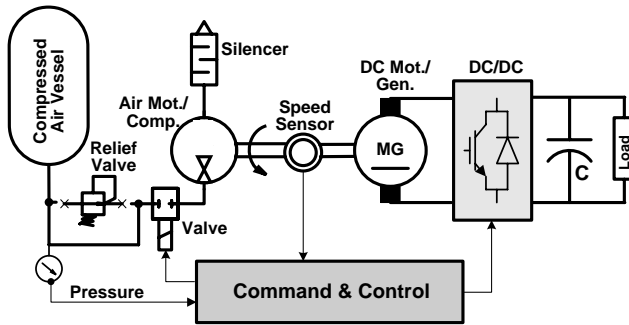 Compressed
Air Vessel
Silencer
Air Mot./
Comp.
Speed
Sensor
DC Mot./
Gen.
DC/DC
Relief
Valve
MG
C
Load
Valve
Pressure
Command & Control